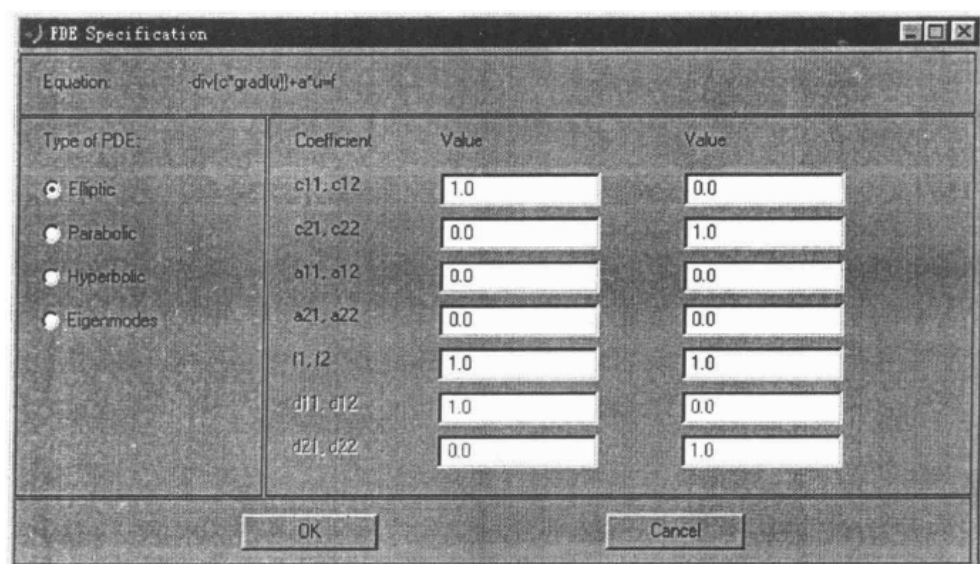 PDE Specification
Equation: -div(c*grad(u))+a*u=f
Type of PDE: Coefficient Value Value
Elliptic c11, c12 1.0 0.0
Parabolic c21, c22 0.0 1.0
Hyperbolic a11, a12 0.0 0.0
Eigenmodes a21, a22 0.0 0.0
f1, f2 1.0 1.0
d11, d12 1.0 0.0
d21, d22 0.0 1.0
OK Cancel